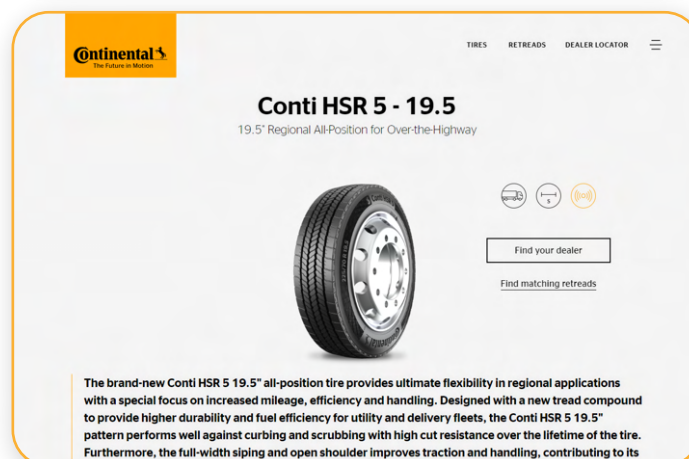 Continental
The Future in Motion
TIRES RETREADS DEALER LOCATOR
Conti HSR 5 - 19.5
19.5" Regional All-Position for Over-the-Highway
S
Find your dealer
Find matching retreads
The brand-new Conti HSR 5 19.5" all-position tire provides ultimate flexibility in regional applications
with a special focus on increased mileage, efficiency and handling. Designed with a new tread compound
to provide higher durability and fuel efficiency for utility and delivery fleets, the Conti HSR 5 19.5"
pattern performs well against curbing and scrubbing with high cut resistance over the lifetime of the tire.
Furthermore, the full-width siping and open shoulder improves traction and handling, contributing to its